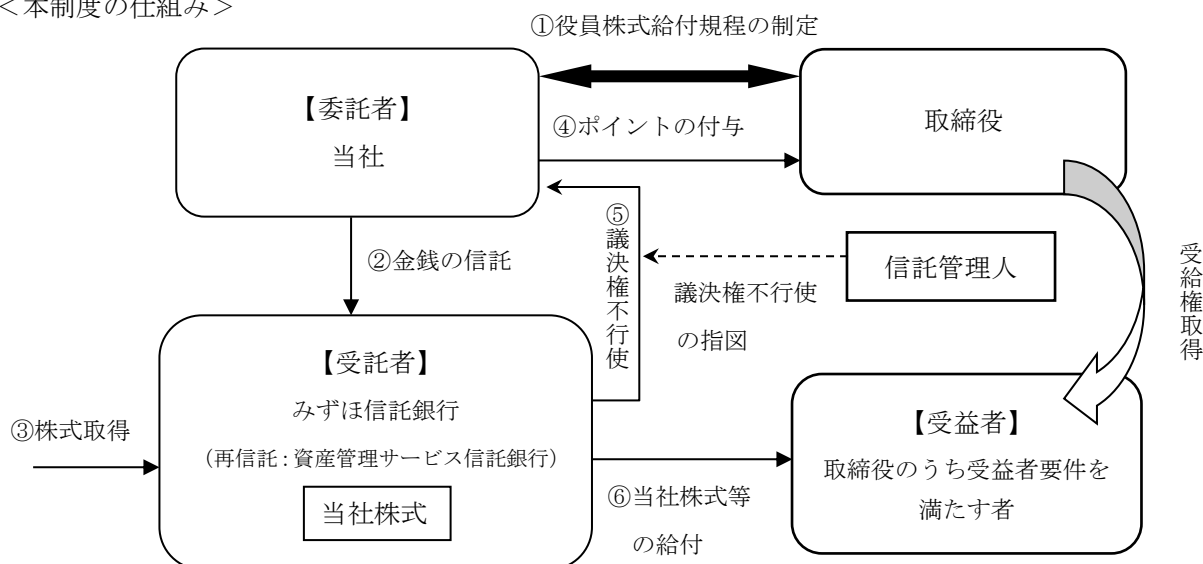 ＜本制度の仕組み＞
①役員株式給付規程の制定
【委託者】
当社
④ポイントの付与
取締役
②金銭の信託
⑤議決権不行使
議決権不行使
の指図
信託管理人
受給権取得
【受託者】
みずほ信託銀行
（再信託：資産管理サービス信託銀行）
当社株式
③株式取得
⑥当社株式等
の給付
【受益者】
取締役のうち受益者要件を
満たす者